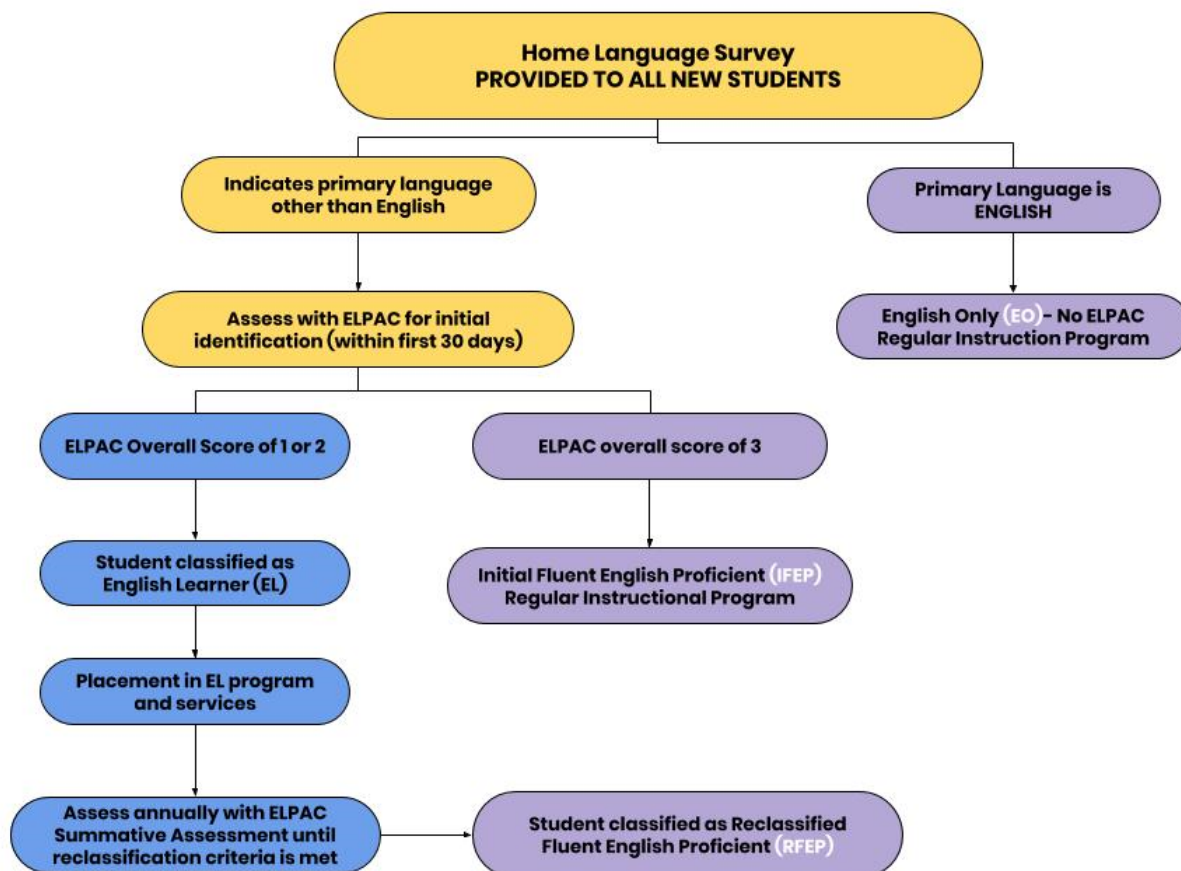 Home Language Survey
PROVIDED TO ALL NEW STUDENTS
Indicates primary language
other than English
Primary Language is
ENGLISH
Assess with ELPAC for initial
identification (within first 30 days)
English Only (EO)- No ELPAC
Regular Instruction Program
ELPAC Overall Score of 1 or 2
ELPAC overall score of 3
Student classified as
English Learner (EL)
Initial Fluent English Proficient (IFEP)
Regular Instructional Program
Placement in EL program
and services
Assess annually with ELPAC
Summative Assessment until
reclassification criteria is met
Student classified as Reclassified
Fluent English Proficient (RFEP)